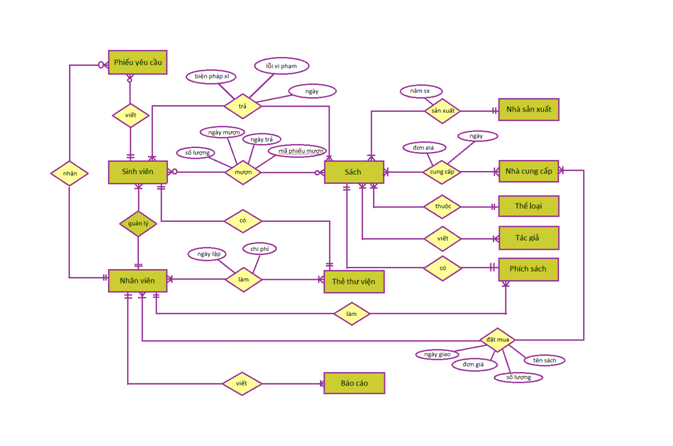 Phiếu yêu cầu
biện pháp xl
lỗi vi phạm
ngày
trả
viết
năm sx
sản xuất
Nhà sản xuất
ngày mượn
ngày trả
số lượng
mã phiếu mượn
đơn giá
ngày
nhận
Sinh viên
mượn
Sách
cung cấp
Nhà cung cấp
thuộc
Thể loại
quản lý
có
viết
Tác giả
ngày lập
chi phí
có
Phích sách
Nhân viên
làm
Thẻ thư viện
làm
đặt mua
ngày giao
đơn giá
số lượng
tên sách
viết
Báo cáo